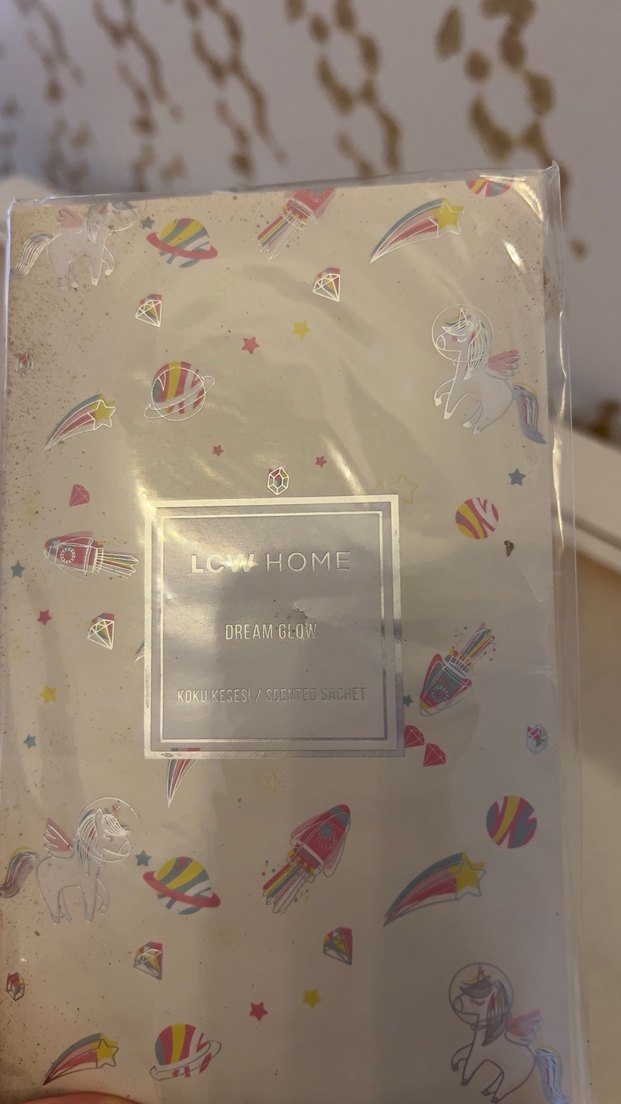 LCW HOME
DREAM GLOW
KOKU KESESİ / SCENTED SACHET